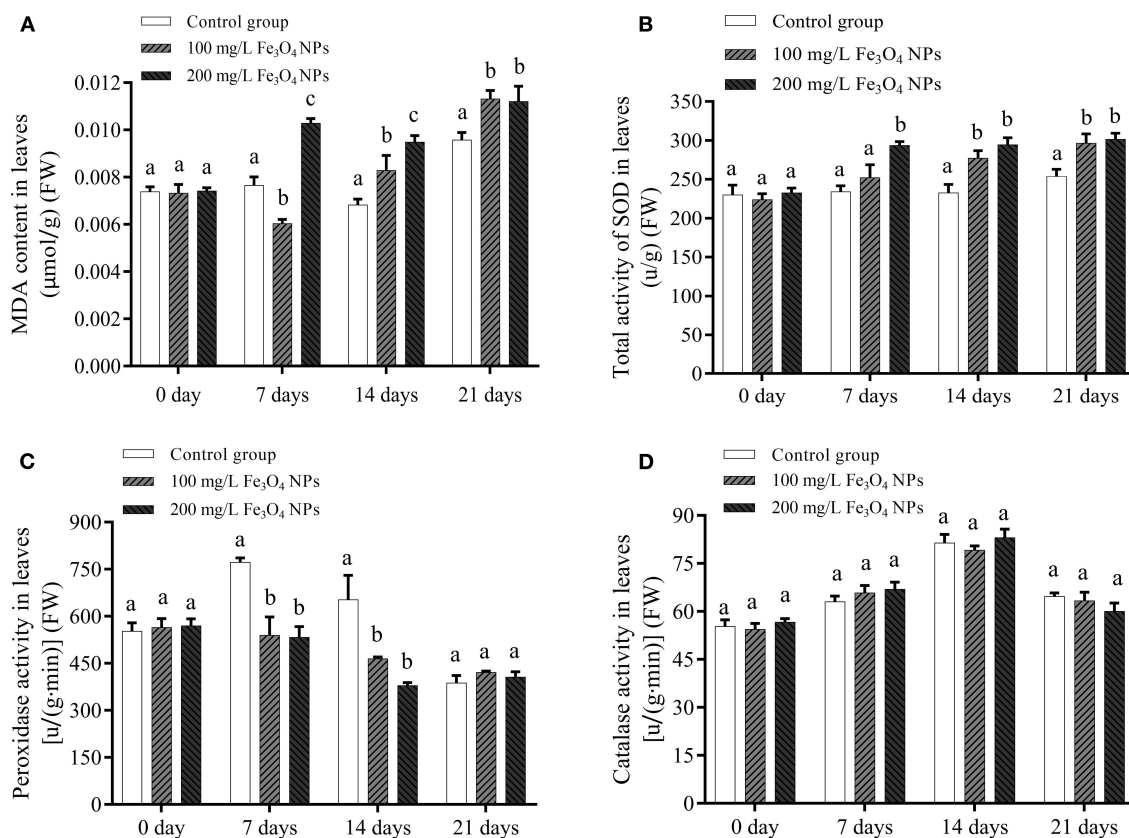 A
Control group
100 mg/L Fe₃O₄ NPs
200 mg/L Fe₃O₄ NPs
MDA content in leaves
(μmol/g) (FW)
0.012
0.010
0.008
0.006
0.004
0.002
0.000
a a a
a b c
a b c
a b b
0 day 7 days 14 days 21 days
B
Control group
100 mg/L Fe₃O₄ NPs
200 mg/L Fe₃O₄ NPs
Total activity of SOD in leaves
(u/g) (FW)
350
300
250
200
150
100
50
0
a a a
a a b
a b b
a b b
0 day 7 days 14 days 21 days
C
Control group
100 mg/L Fe₃O₄ NPs
200 mg/L Fe₃O₄ NPs
Peroxidase activity in leaves
[u/(g·min)] (FW)
900
750
600
450
300
150
0
a a a
a b b
a b b
a a a
0 day 7 days 14 days 21 days
D
Control group
100 mg/L Fe₃O₄ NPs
200 mg/L Fe₃O₄ NPs
Catalase activity in leaves
[u/(g·min)] (FW)
90
75
60
45
30
15
0
a a a
a a a
a a a
a a a
0 day 7 days 14 days 21 days